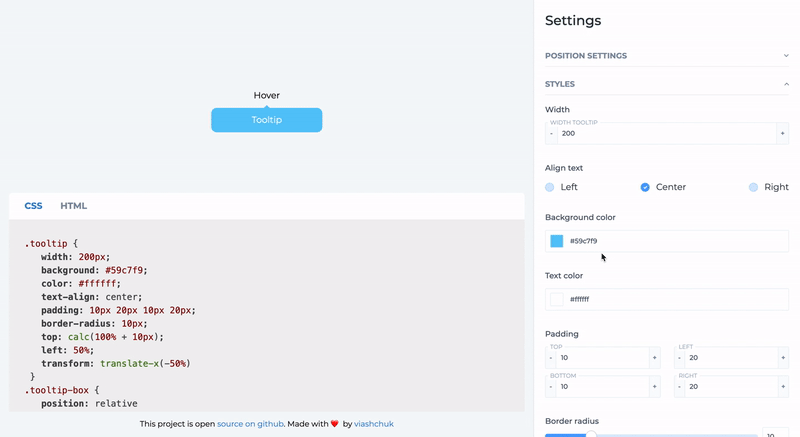 Hover
Tooltip
CSS HTML
.tooltip {
width: 200px;
background: #59c7f9;
color: #ffffff;
text-align: center;
padding: 10px 20px 10px 20px;
border-radius: 10px;
top: calc(100% + 10px);
left: 50%;
transform: translate-x(-50%)
}
.tooltip-box {
position: relative
This project is open source on github. Made with ❤️ by viashchuk
Settings
POSITION SETTINGS
STYLES
Width
WIDTH TOOLTIP
- 200 +
Align text
Left Center Right
Background color
#59c7f9
Text color
#ffffff
Padding
TOP LEFT
- 10 + - 20 +
BOTTOM RIGHT
- 10 + - 20 +
Border radius
10